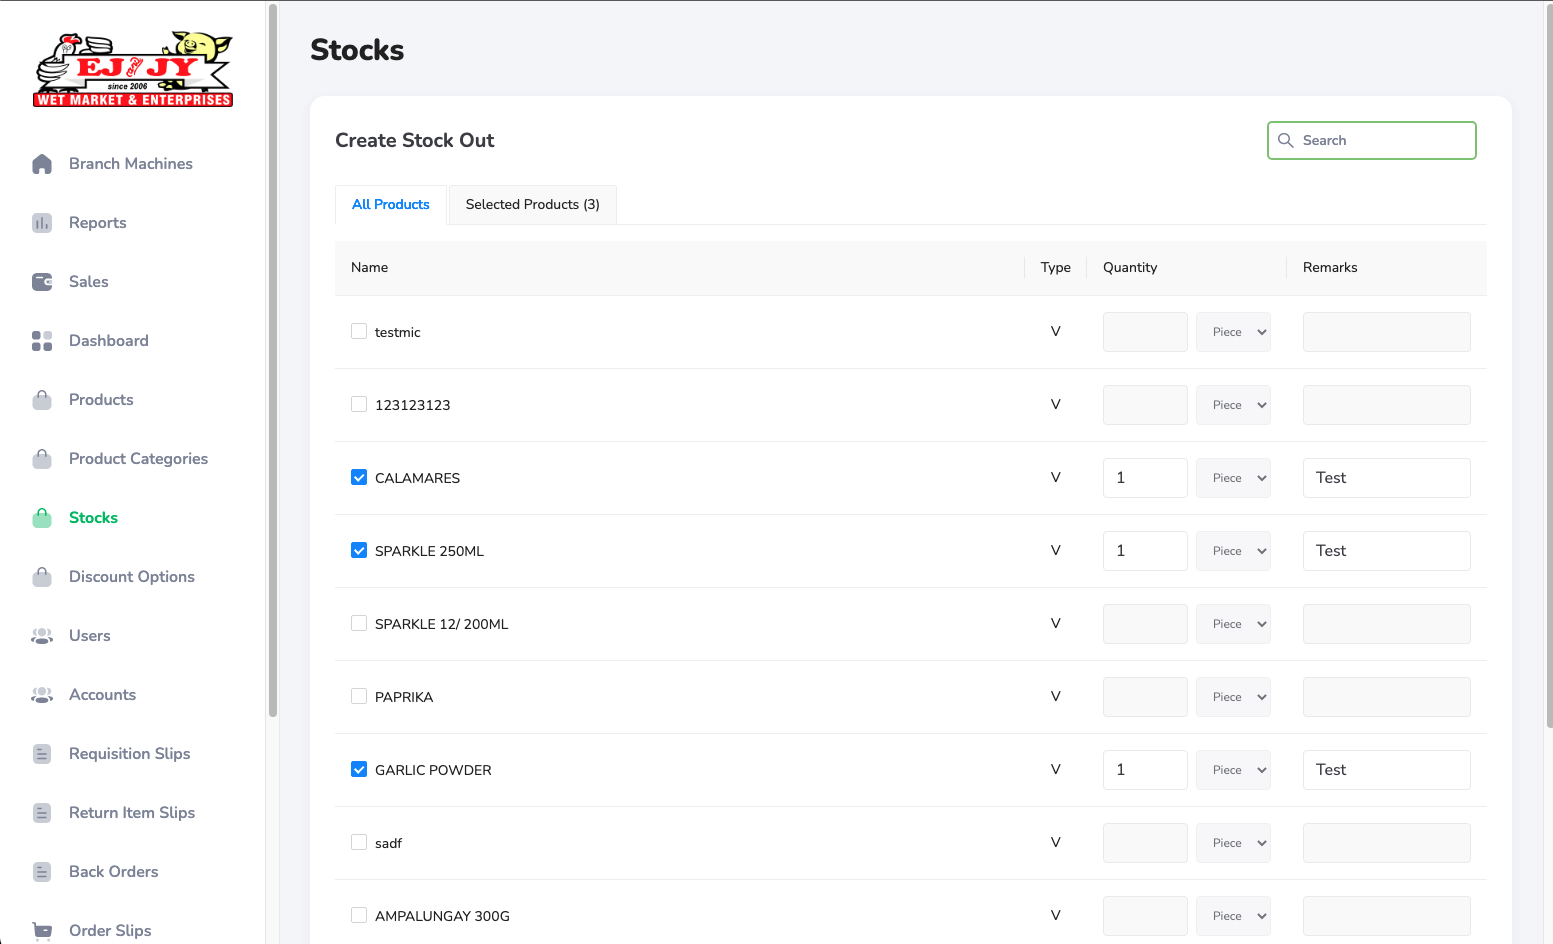 EJ and JY
since 2006
WET MARKET & ENTERPRISES
Branch Machines
Reports
Sales
Dashboard
Products
Product Categories
Stocks
Discount Options
Users
Accounts
Requisition Slips
Return Item Slips
Back Orders
Order Slips
Stocks
Create Stock Out
Search
All Products
Selected Products (3)
Name Type Quantity Remarks
testmic V Piece
123123123 V Piece
CALAMARES V 1 Piece Test
SPARKLE 250ML V 1 Piece Test
SPARKLE 12/ 200ML V Piece
PAPRIKA V Piece
GARLIC POWDER V 1 Piece Test
sadf V Piece
AMPALUNGAY 300G V Piece